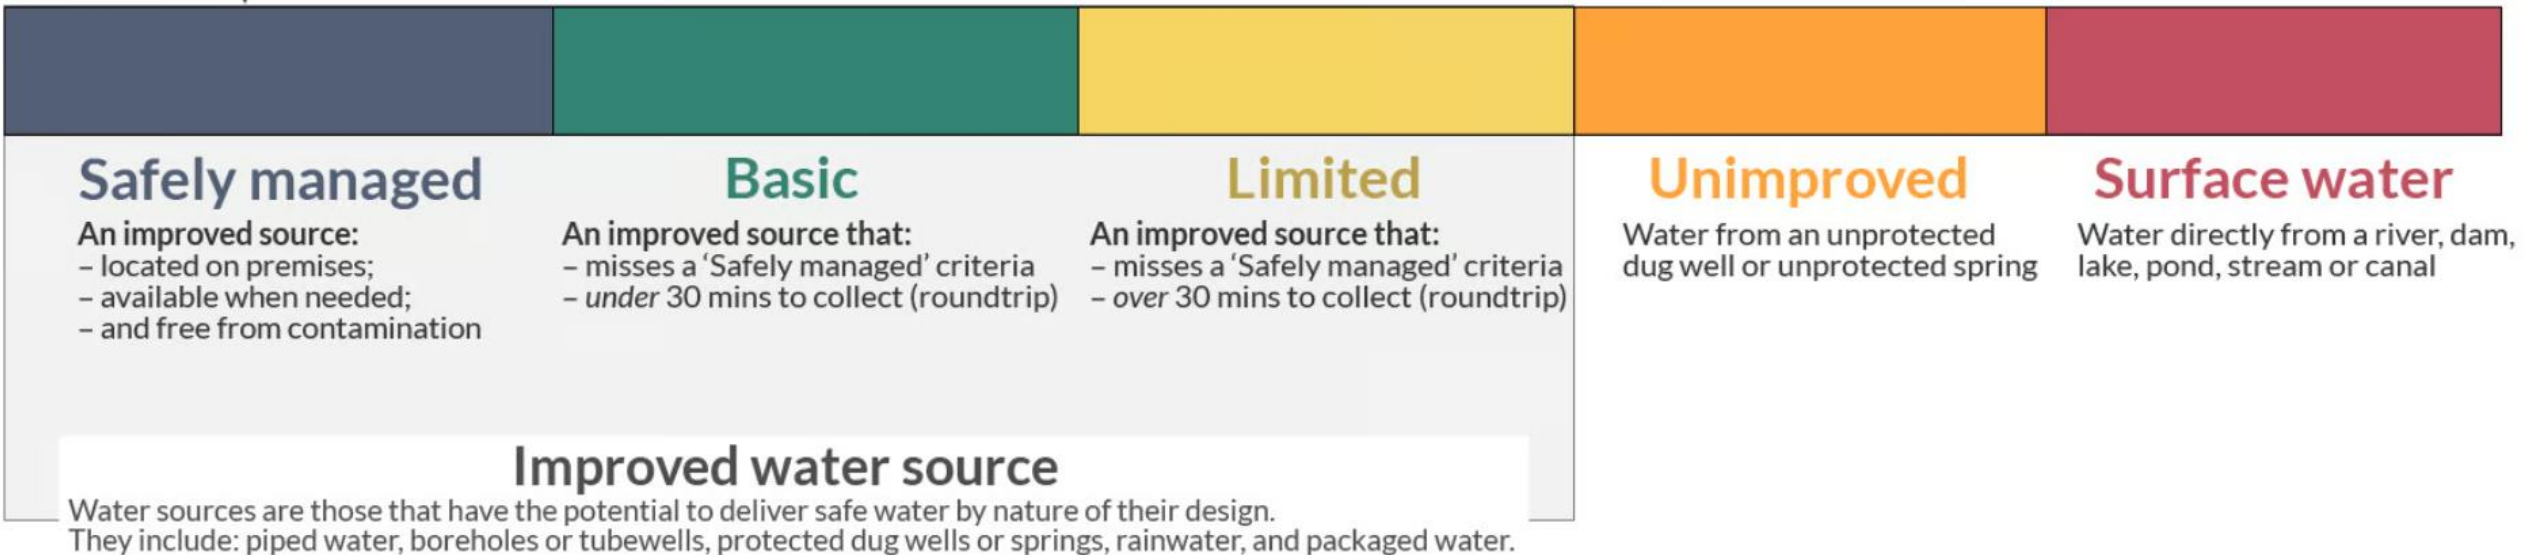 Safely managed
An improved source:
– located on premises;
– available when needed;
– and free from contamination
Basic
An improved source that:
– misses a ‘Safely managed’ criteria
– under 30 mins to collect (roundtrip)
Limited
An improved source that:
– misses a ‘Safely managed’ criteria
– over 30 mins to collect (roundtrip)
Unimproved
Water from an unprotected
dug well or unprotected spring
Surface water
Water directly from a river, dam,
lake, pond, stream or canal
Improved water source
Water sources are those that have the potential to deliver safe water by nature of their design.
They include: piped water, boreholes or tubewells, protected dug wells or springs, rainwater, and packaged water.